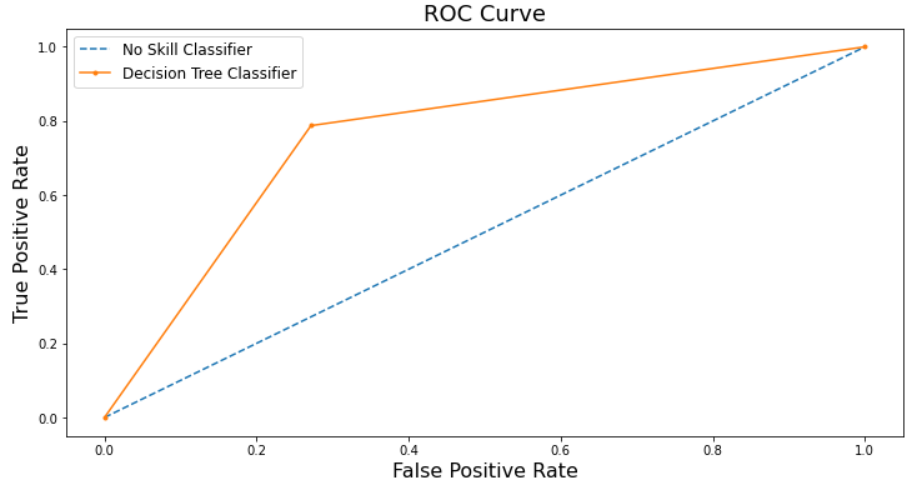 ROC Curve
No Skill Classifier
Decision Tree Classifier
True Positive Rate
1.0
0.8
0.6
0.4
0.2
0.0
0.0 0.2 0.4 0.6 0.8 1.0
False Positive Rate